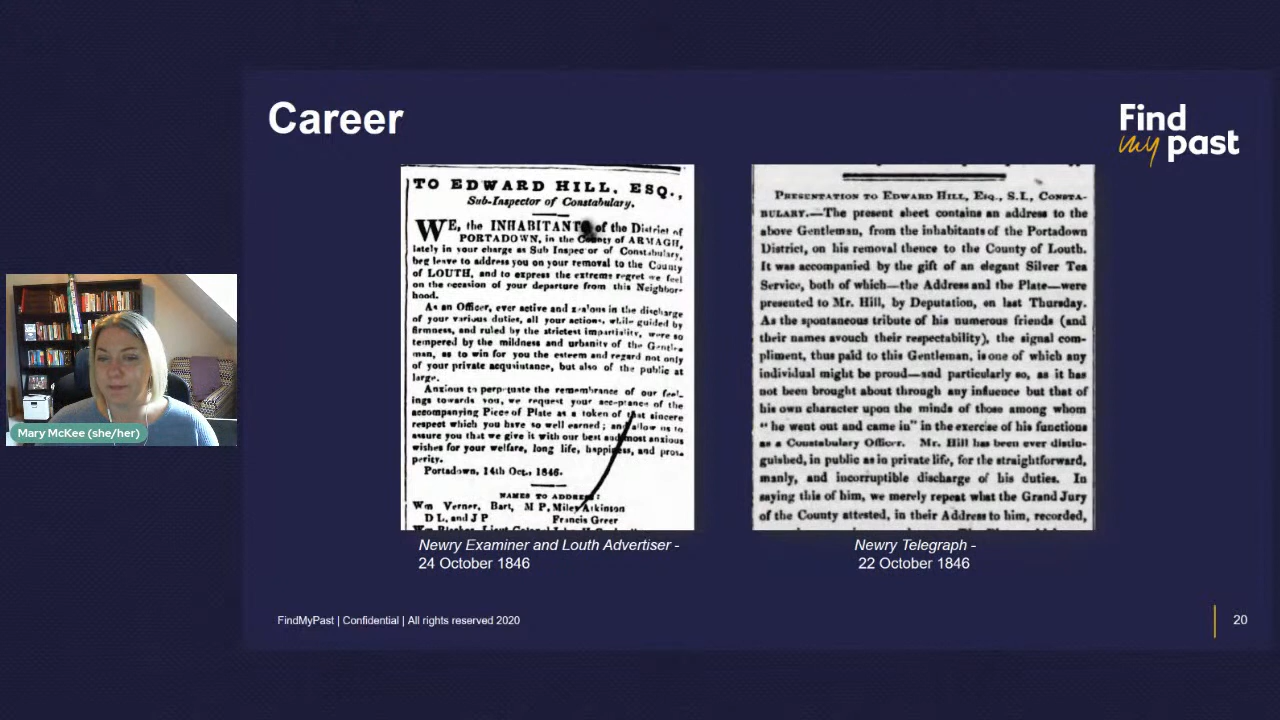 Career
Find
my past
TO EDWARD HILL, ESQ.,
Sub-Inspector of Constabulary.
WE, the INHABITANTS of the District of
PORTADOWN, in the County of ARMAGH,
lately in your charge as Sub Inspector of Constabulary,
beg leave to address you on your removal to the County
of LOUTH, and to express the extreme regret we feel
on the occasion of your departure from this Neighbor-
hood.
As an Officer, ever active and zealous in the discharge
of your various duties, all your actions, while guided by
firmness, and ruled by the strictest impartiality, were so
tempered by the mildness and urbanity of the Gentle-
man, as to win for you the esteem and regard not only
of your private acquaintance, but also of the public at
large.
Anxious to perpetuate the remembrance of our feel-
ings towards you, we request your acceptance of the
accompanying Piece of Plate as a token of that sincere
respect which you have so well earned; and allow us to
assure you that we give it with our best and most anxious
wishes for your welfare, long life, happiness, and pros-
perity.
Portadown, 14th Oct., 1846.
NAMES TO ADDRESS:
Wm Verner, Bart, M P, Miles Atkinson
D L, and J P Francis Greer
PRESENTATION TO EDWARD HILL, Esq., S.I., CONSTA-
BULARY.—The present sheet contains an address to the
above Gentleman, from the inhabitants of the Portadown
District, on his removal thence to the County of Louth.
It was accompanied by the gift of an elegant Silver Tea
Service, both of which—the Address and the Plate—were
presented to Mr. Hill, by Deputation, on last Thursday.
As the spontaneous tribute of his numerous friends (and
their names avouch their respectability), the signal com-
pliment, thus paid to this Gentleman, is one of which any
individual might be proud—and particularly so, as it has
not been brought about through any influence but that of
his own character upon the minds of those among whom
"he went out and came in" in the exercise of his functions
as a Constabulary Officer. Mr. Hill has been ever distin-
guished, in public as in private life, for the straightforward,
manly, and incorruptible discharge of his duties. In
saying this of him, we merely repeat what the Grand Jury
of the County attested, in their Address to him, recorded,
Mary McKee (she/her)
Newry Examiner and Louth Advertiser -
24 October 1846
Newry Telegraph -
22 October 1846
FindMyPast | Confidential | All rights reserved 2020
20